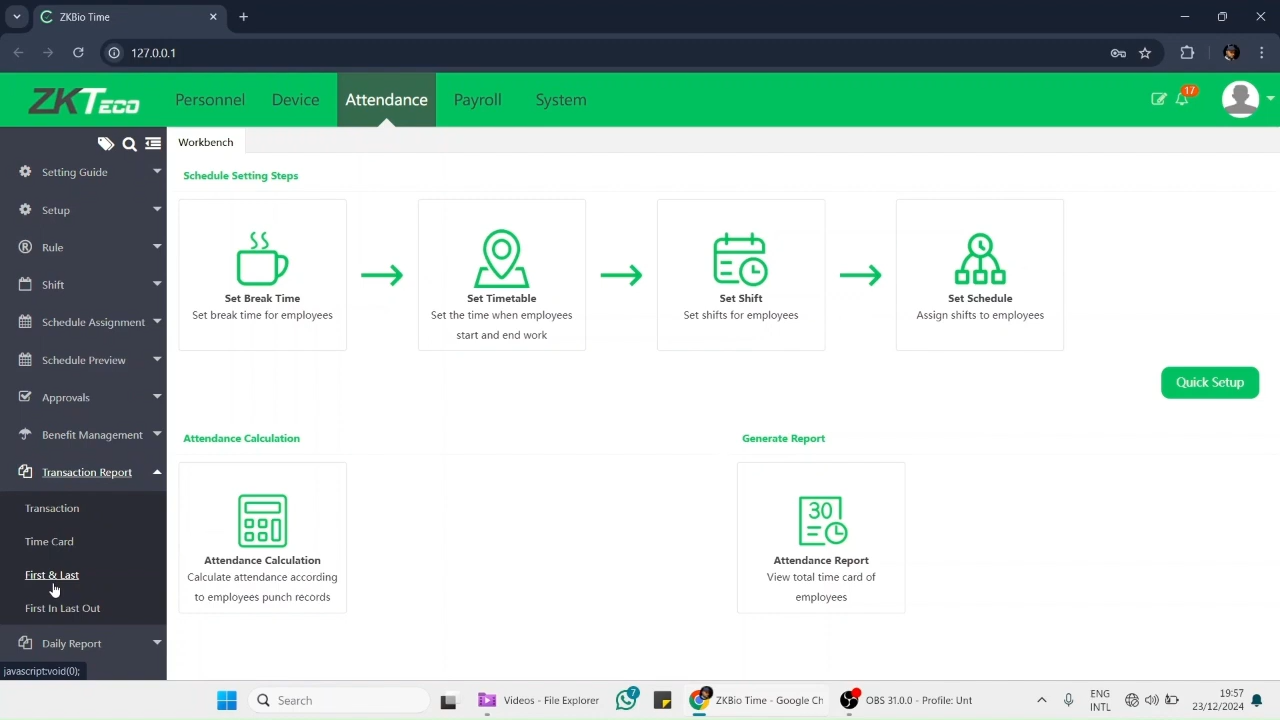 ZKBio Time
127.0.0.1
ZKTeco
Personnel
Device
Attendance
Payroll
System
17
Setting Guide
Setup
Rule
Shift
Schedule Assignment
Schedule Preview
Approvals
Benefit Management
Transaction Report
Transaction
Time Card
First & Last
First In Last Out
Daily Report
javascript:void(0);
Workbench
Schedule Setting Steps
Set Break Time
Set break time for employees
Set Timetable
Set the time when employees
start and end work
Set Shift
Set shifts for employees
Set Schedule
Assign shifts to employees
Quick Setup
Attendance Calculation
Attendance Calculation
Calculate attendance according
to employees punch records
Generate Report
30
Attendance Report
View total time card of
employees
Search
Videos - File Explorer
7
ZKBio Time - Google Ch
OBS 31.0.0 - Profile: Unt
ENG
INTL
19:57
23/12/2024